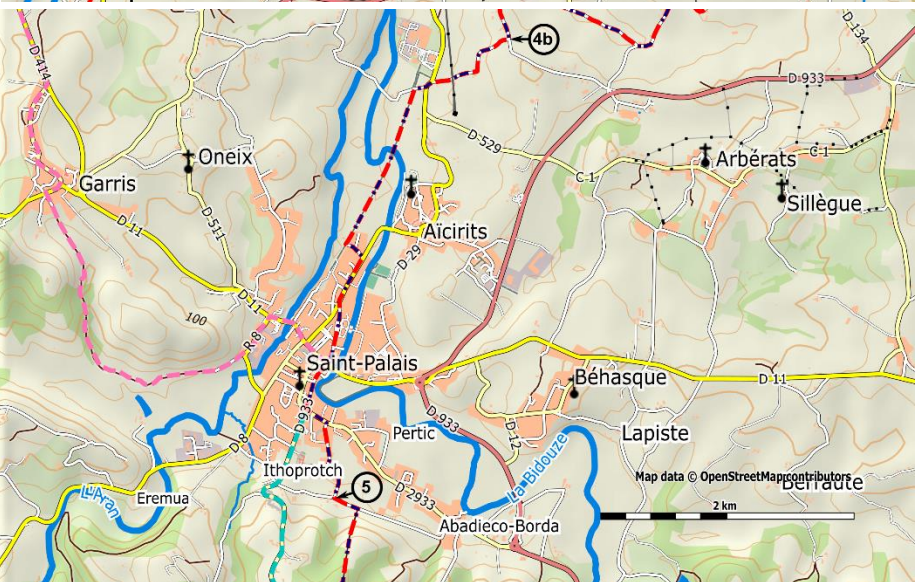 4b
D 414
D 134
D 933
D 529
Oneix
Arbérats
C 1
C 1
Garris
Sillègue
D 511
Aïcirits
D 11
D 29
D 11
100
R 8
Saint-Palais
Béhasque
D 11
D 933
D 933
D 12
Pertic
Lapiste
D 8
La Bidouze
Ithoprotch
Map data © OpenStreetMapcontributors
Berraute
5
D 2933
L'Aran
Eremua
2 km
Abadieco-Borda